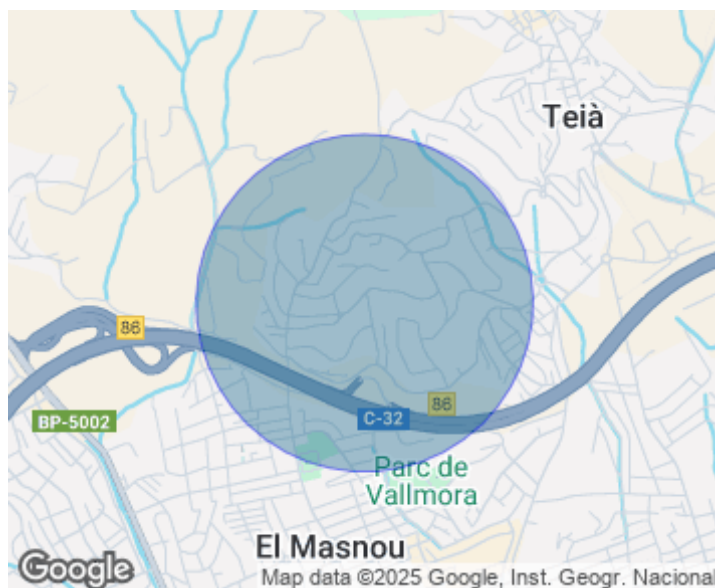 Teià
86
86
C-32
BP-5002
Parc de
Vallmora
El Masnou
Google
Map data ©2025 Google, Inst. Geogr. Nacional